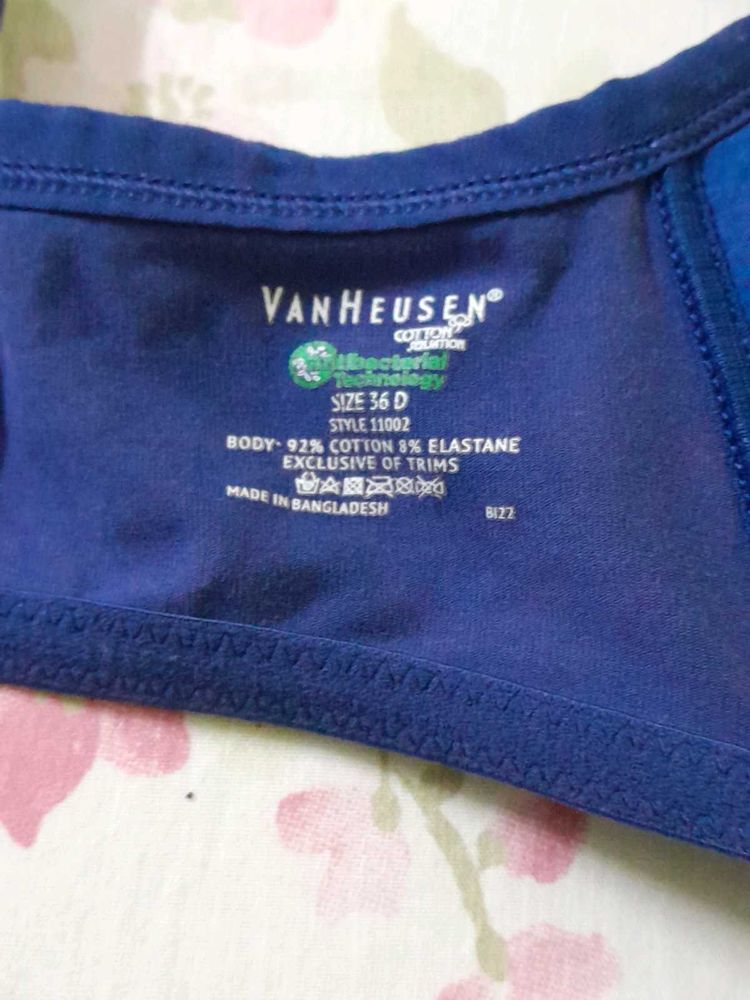 VANHEUSEN®
COTTON
Antibacterial
Technology
SIZE 36 D
STYLE 11002
BODY- 92% COTTON 8% ELASTANE
EXCLUSIVE OF TRIMS
MADE IN BANGLADESH
BI22